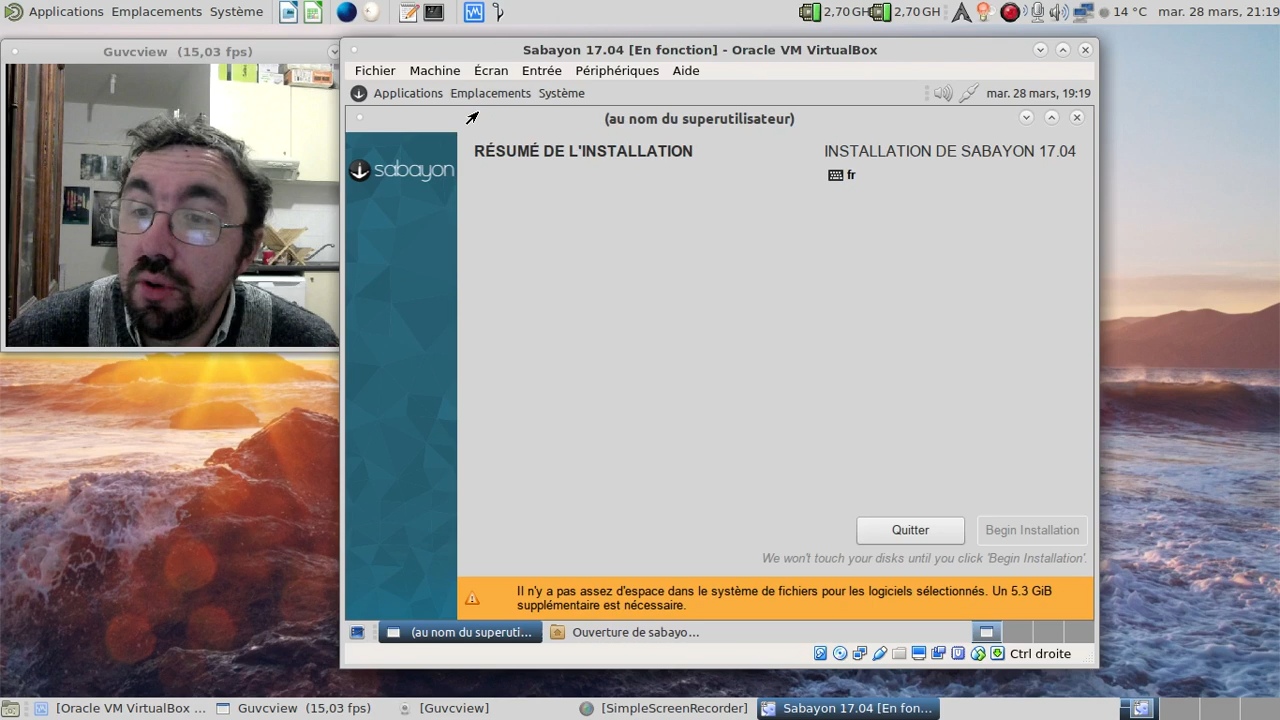 Applications Emplacements Système
2,70 GH 2,70 GH 14 °C mar. 28 mars, 21:19
Guvcview (15,03 fps)
Sabayon 17.04 [En fonction] - Oracle VM VirtualBox
Fichier Machine Écran Entrée Périphériques Aide
Applications Emplacements Système mar. 28 mars, 19:19
(au nom du superutilisateur)
sabayon
RÉSUMÉ DE L'INSTALLATION
INSTALLATION DE SABAYON 17.04
fr
Quitter Begin Installation
We won't touch your disks until you click 'Begin Installation'.
Il n'y a pas assez d'espace dans le système de fichiers pour les logiciels sélectionnés. Un 5.3 GiB
supplémentaire est nécessaire.
(au nom du superuti... Ouverture de sabayo...
Ctrl droite
[Oracle VM VirtualBox ... Guvcview (15,03 fps) [Guvcview] [SimpleScreenRecorder] Sabayon 17.04 [En fon...